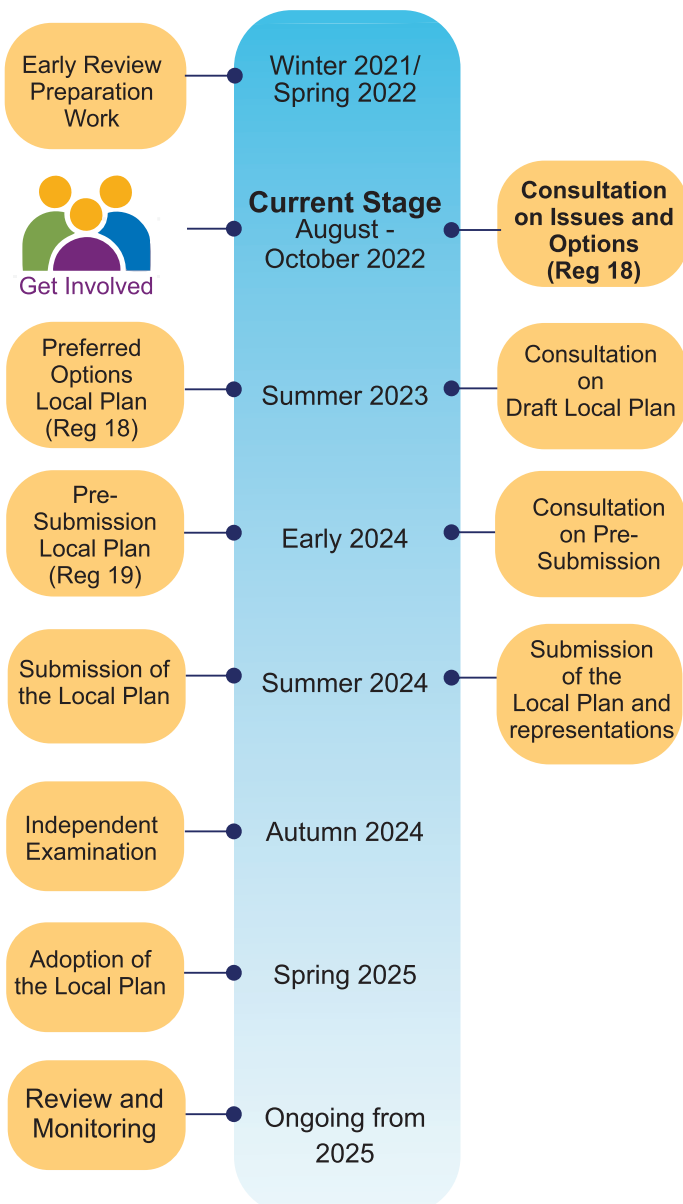 Early Review
Preparation
Work
Winter 2021/
Spring 2022
Get Involved
Current Stage
August -
October 2022
Consultation
on Issues and
Options
(Reg 18)
Preferred
Options
Local Plan
(Reg 18)
Summer 2023
Consultation
on
Draft Local Plan
Pre-
Submission
Local Plan
(Reg 19)
Early 2024
Consultation
on Pre-
Submission
Submission of
the Local Plan
Summer 2024
Submission
of the
Local Plan and
representations
Independent
Examination
Autumn 2024
Adoption of
the Local Plan
Spring 2025
Review and
Monitoring
Ongoing from
2025